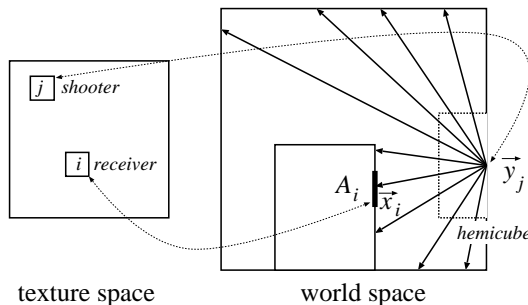 j shooter
i receiver
A_i
x_i
y_j
hemicube
texture space
world space